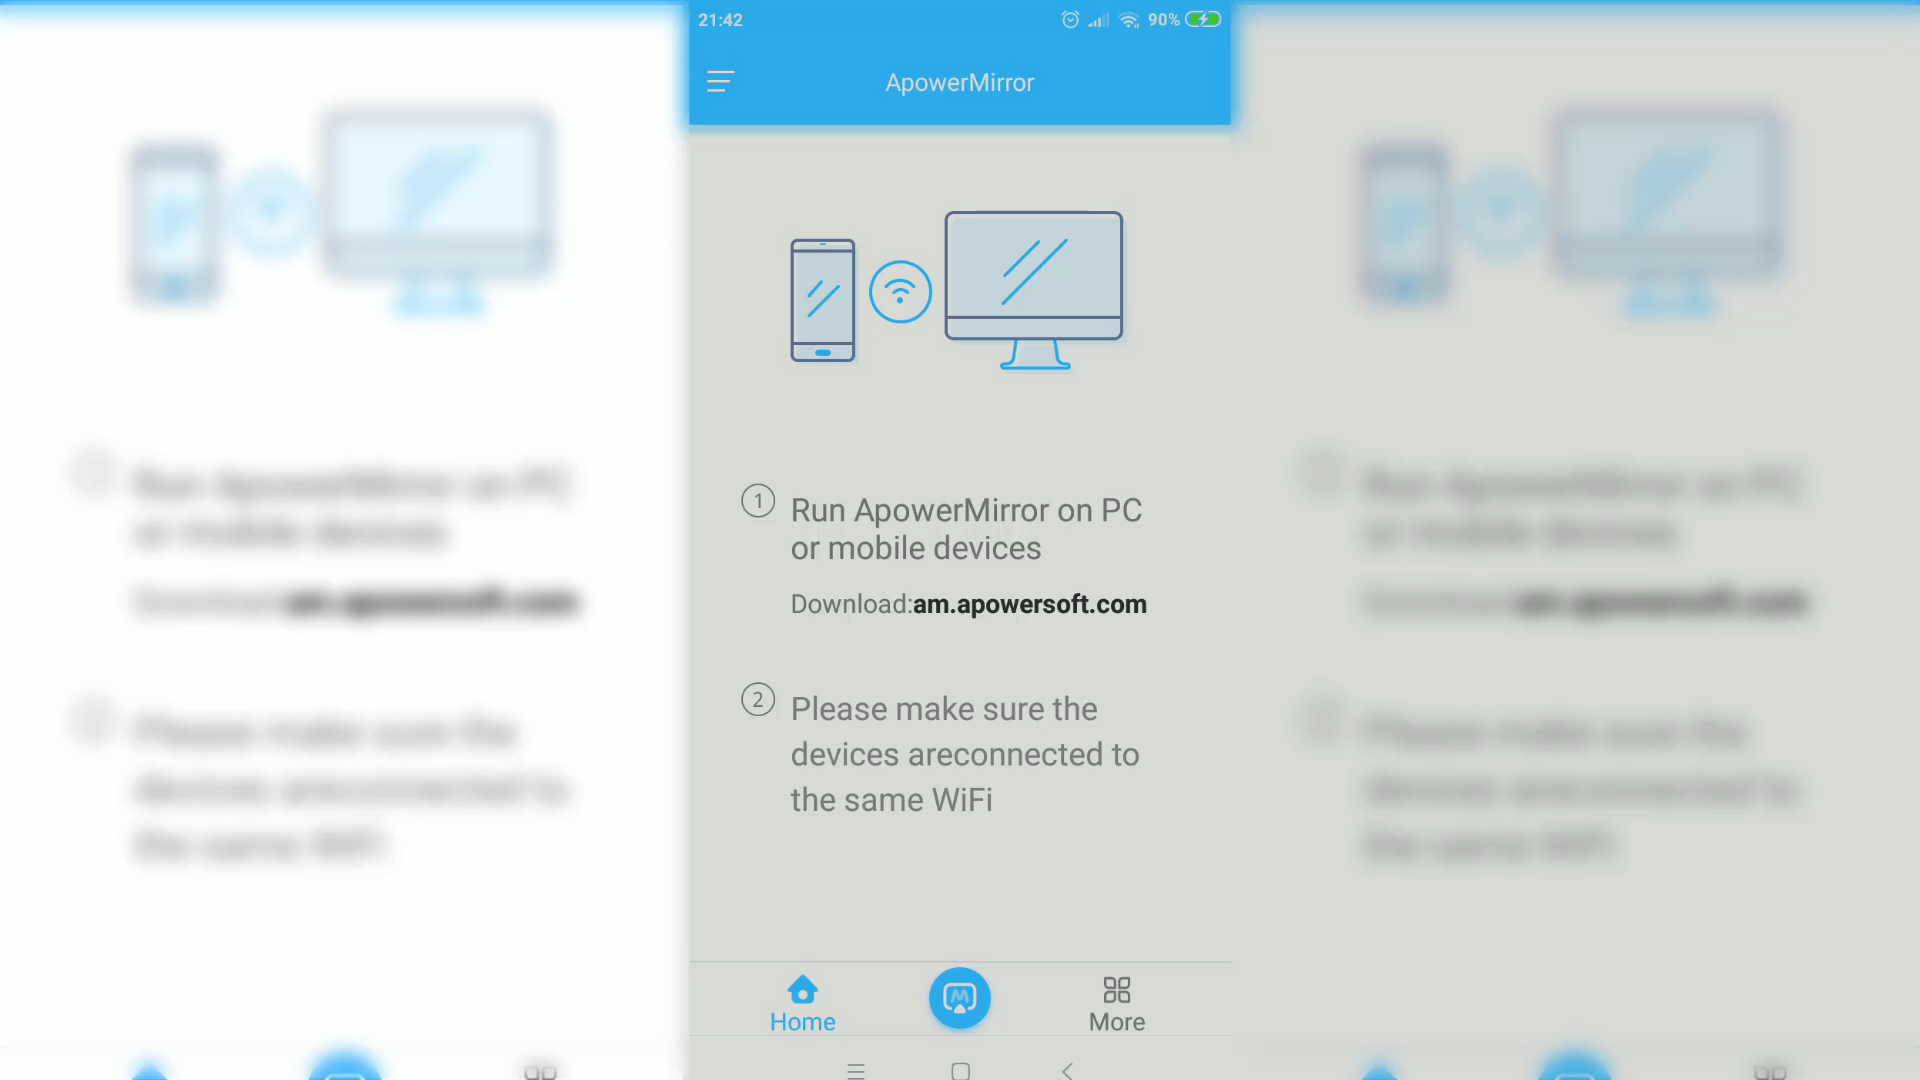 21:42
90%
ApowerMirror
1 Run ApowerMirror on PC
or mobile devices
Download:am.apowersoft.com
2 Please make sure the
devices areconnected to
the same WiFi
Home
More